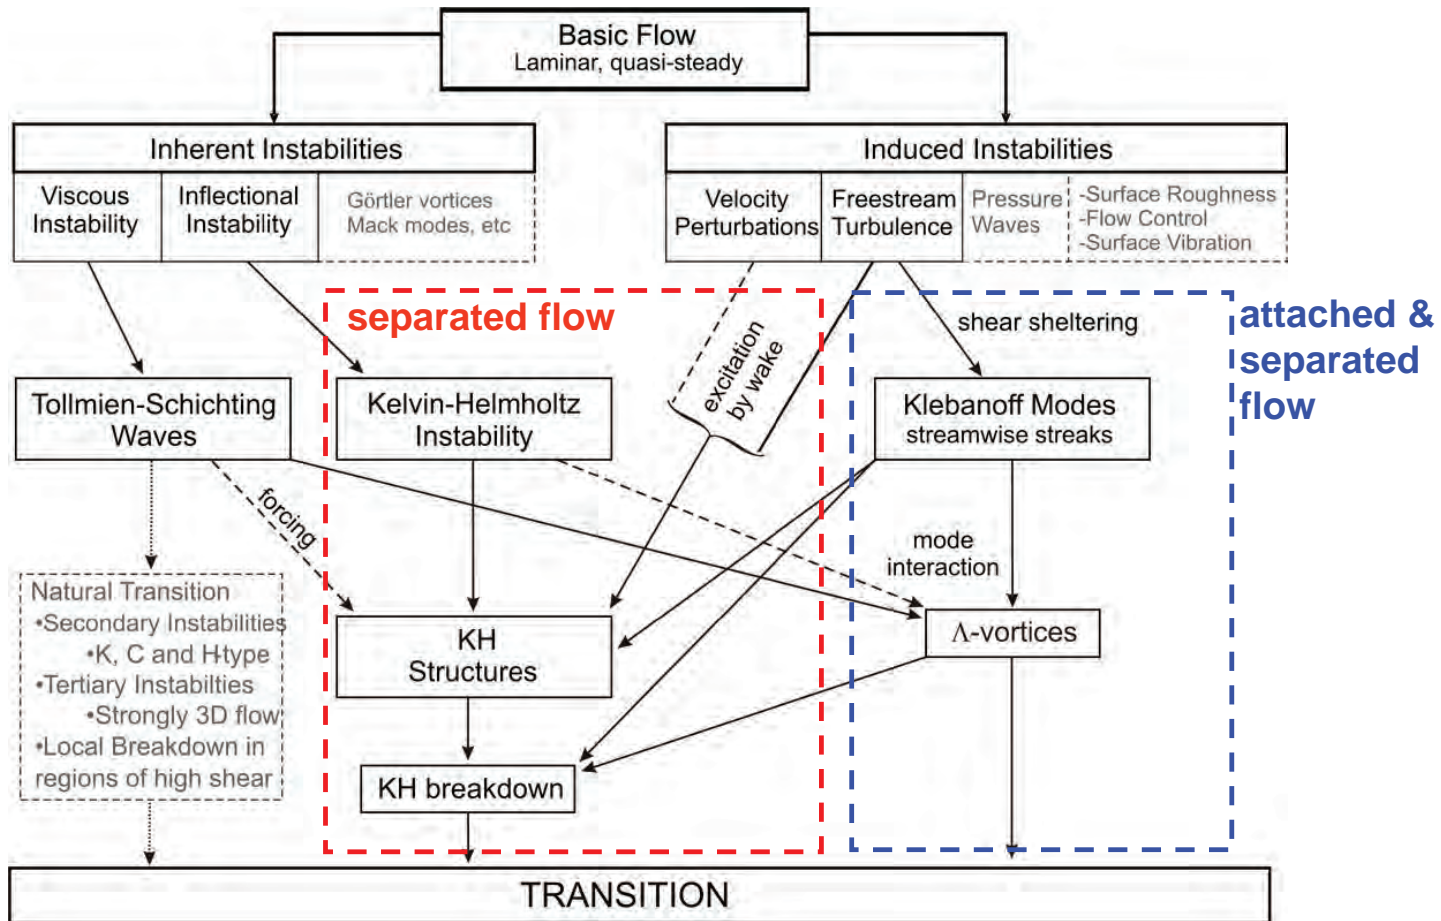 Basic Flow
Laminar, quasi-steady
Inherent Instabilities
Induced Instabilities
Viscous
Instability
Inflectional
Instability
Görtler vortices
Mack modes, etc
Velocity
Perturbations
Freestream
Turbulence
Pressure
Waves
-Surface Roughness
-Flow Control
-Surface Vibration
separated flow
shear sheltering
attached &
separated
flow
excitation
by wake
Tollmien-Schichting
Waves
Kelvin-Helmholtz
Instability
Klebanoff Modes
streamwise streaks
forcing
mode
interaction
Natural Transition
•Secondary Instabilities
•K, C and H-type
•Tertiary Instabilties
•Strongly 3D flow
•Local Breakdown in
regions of high shear
KH
Structures
Λ-vortices
KH breakdown
TRANSITION